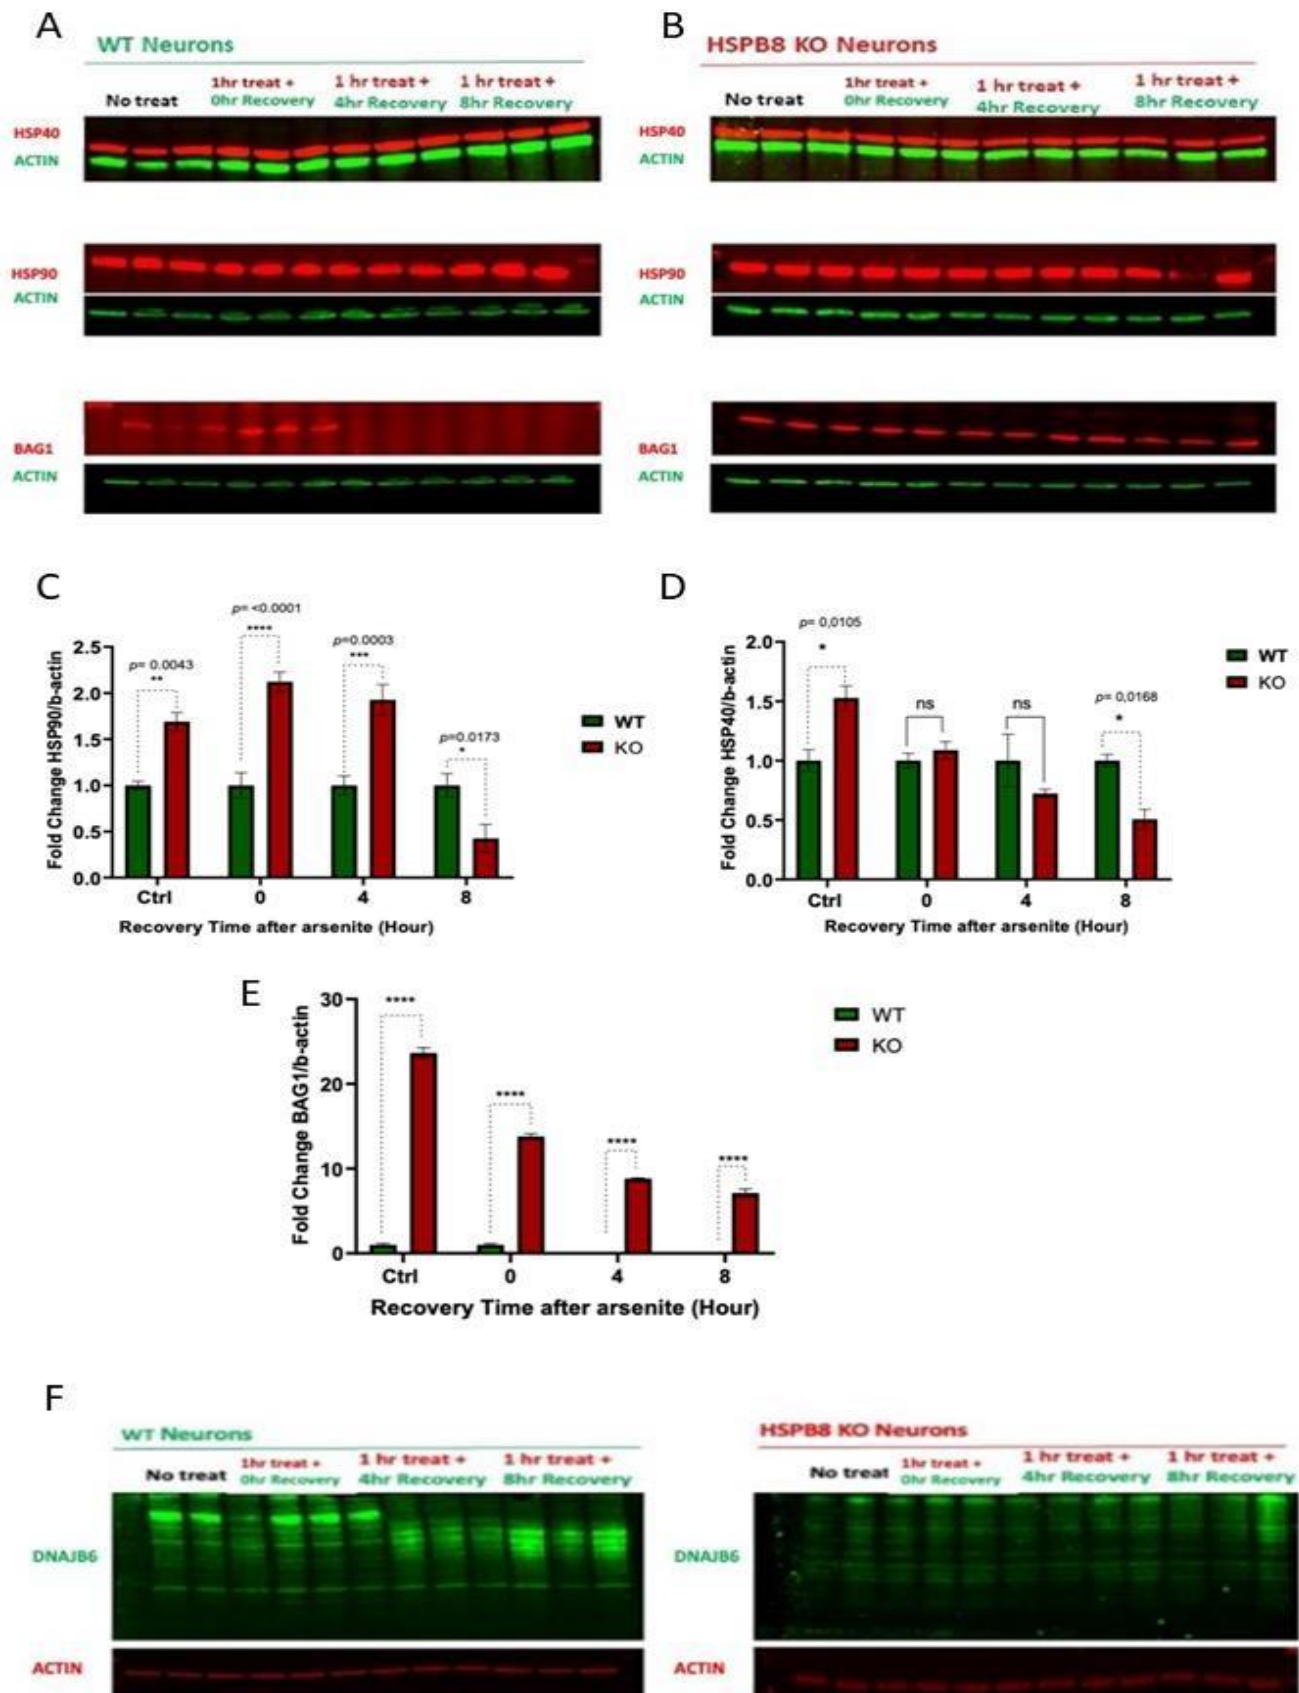 A
WT Neurons
No treat
1hr treat +
0hr Recovery
1 hr treat +
4hr Recovery
1 hr treat +
8hr Recovery
HSP40
ACTIN
HSP90
ACTIN
BAG1
ACTIN
B
HSPB8 KO Neurons
No treat
1hr treat +
0hr Recovery
1 hr treat +
4hr Recovery
1 hr treat +
8hr Recovery
HSP40
ACTIN
HSP90
ACTIN
BAG1
ACTIN
C
Fold Change HSP90/b-actin
2.5
2.0
1.5
1.0
0.5
0.0
p= 0.0043
**
p= <0.0001
****
p=0.0003
***
p=0.0173
*
Ctrl 0 4 8
Recovery Time after arsenite (Hour)
WT
KO
D
Fold Change HSP40/b-actin
2.0
1.5
1.0
0.5
0.0
p= 0,0105
*
ns
ns
p= 0,0168
*
Ctrl 0 4 8
Recovery Time after arsenite (Hour)
WT
KO
E
Fold Change BAG1/b-actin
30
20
10
0
****
****
****
****
Ctrl 0 4 8
Recovery Time after arsenite (Hour)
WT
KO
F
WT Neurons
No treat
1hr treat +
0hr Recovery
1 hr treat +
4hr Recovery
1 hr treat +
8hr Recovery
DNAJB6
ACTIN
HSPB8 KO Neurons
No treat
1hr treat +
0hr Recovery
1 hr treat +
4hr Recovery
1 hr treat +
8hr Recovery
DNAJB6
ACTIN